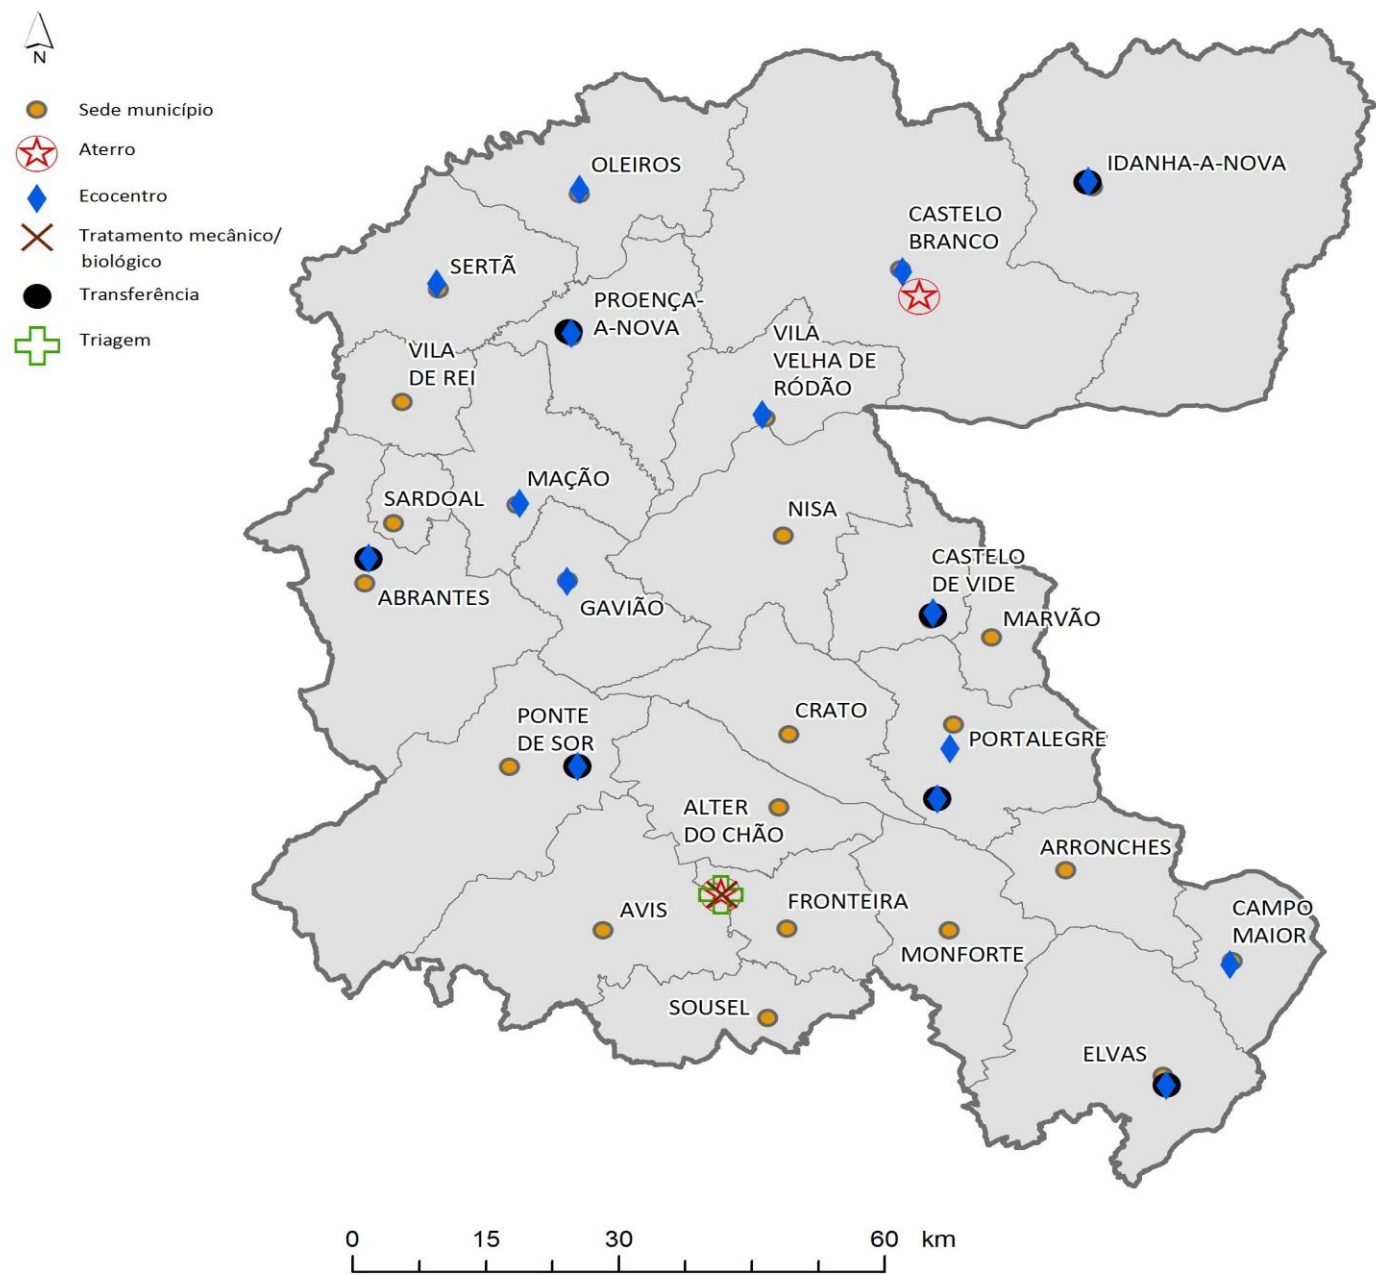 N
Sede município
Aterro
Ecocentro
Tratamento mecânico/
biológico
Transferência
Triagem
OLEIROS
IDANHA-A-NOVA
CASTELO
BRANCO
SERTÃ
PROENÇA-
A-NOVA
VILA
DE REI
VILA
VELHA DE
RÓDÃO
MAÇÃO
SARDOAL
NISA
CASTELO
DE VIDE
ABRANTES
GAVIÃO
MARVÃO
CRATO
PONTE
DE SOR
PORTALEGRE
ALTER
DO CHÃO
ARRONCHES
AVIS
FRONTEIRA
CAMPO
MAIOR
MONFORTE
SOUSEL
ELVAS
0 15 30 60 km